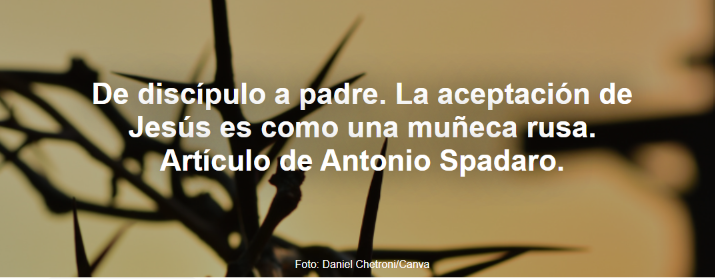 De discípulo a padre. La aceptación de
Jesús es como una muñeca rusa.
Artículo de Antonio Spadaro.
Foto: Daniel Chetroni/Canva